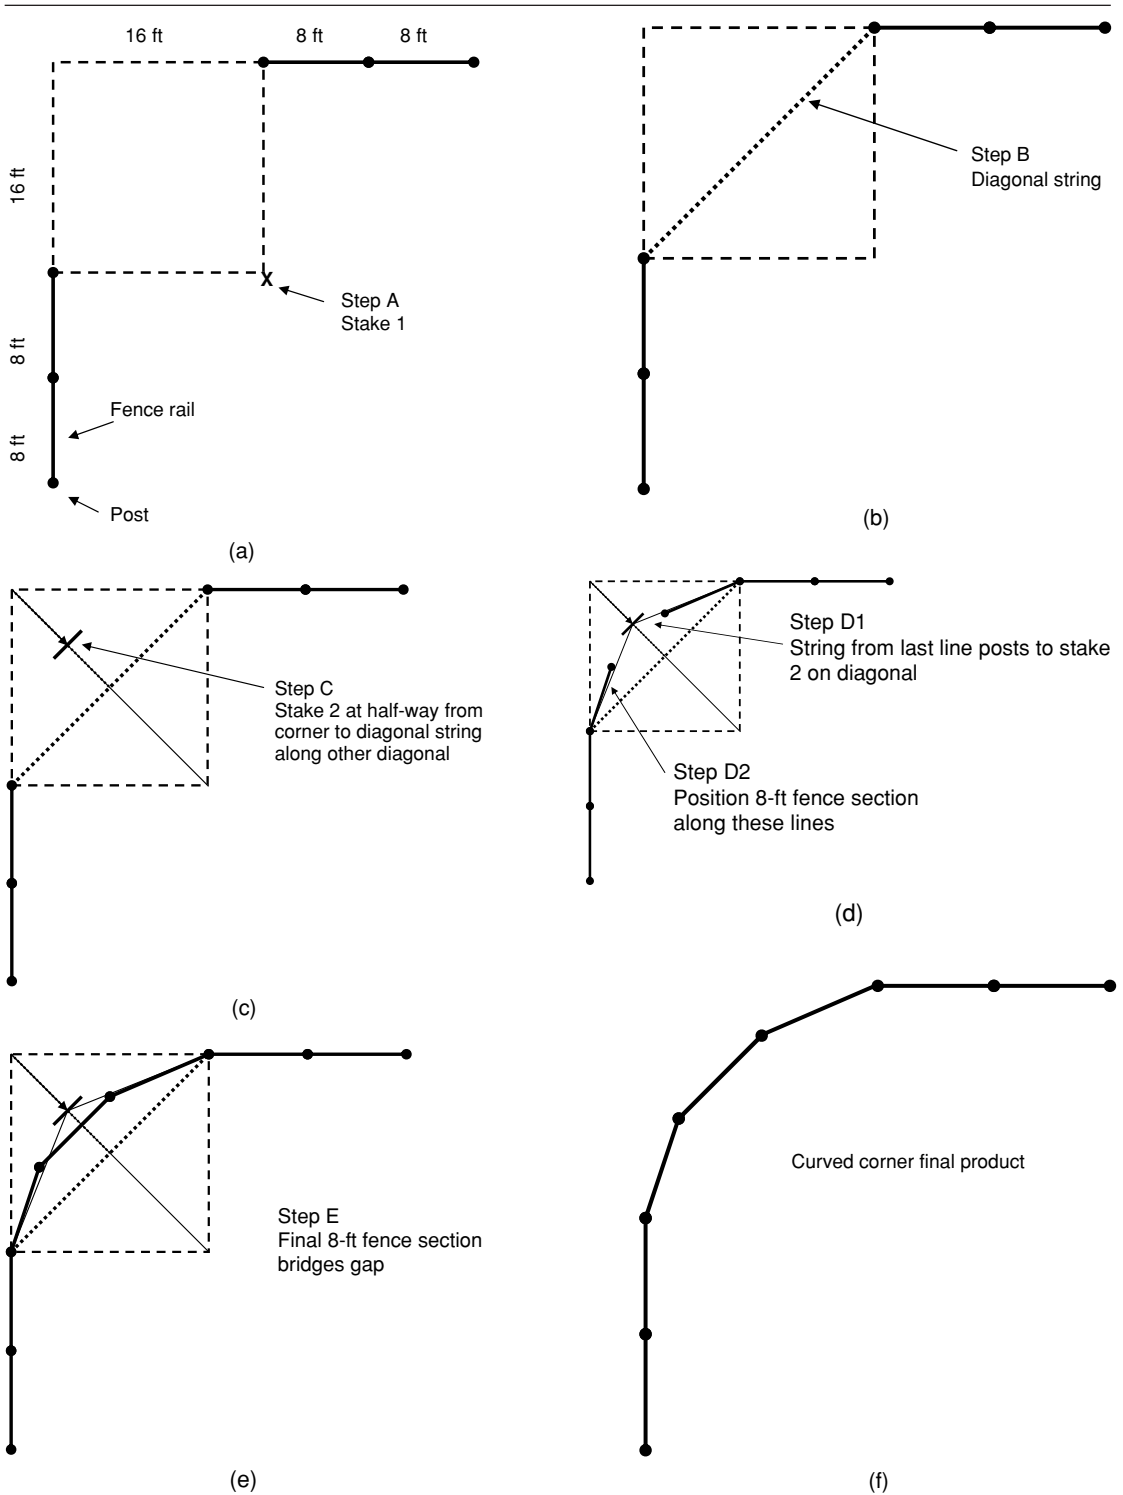 16 ft
8 ft
8 ft
16 ft
8 ft
8 ft
x
Step A
Stake 1
Fence rail
Post
(a)
Step B
Diagonal string
(b)
Step C
Stake 2 at half-way from
corner to diagonal string
along other diagonal
(c)
Step D1
String from last line posts to stake
2 on diagonal
Step D2
Position 8-ft fence section
along these lines
(d)
Step E
Final 8-ft fence section
bridges gap
(e)
Curved corner final product
(f)